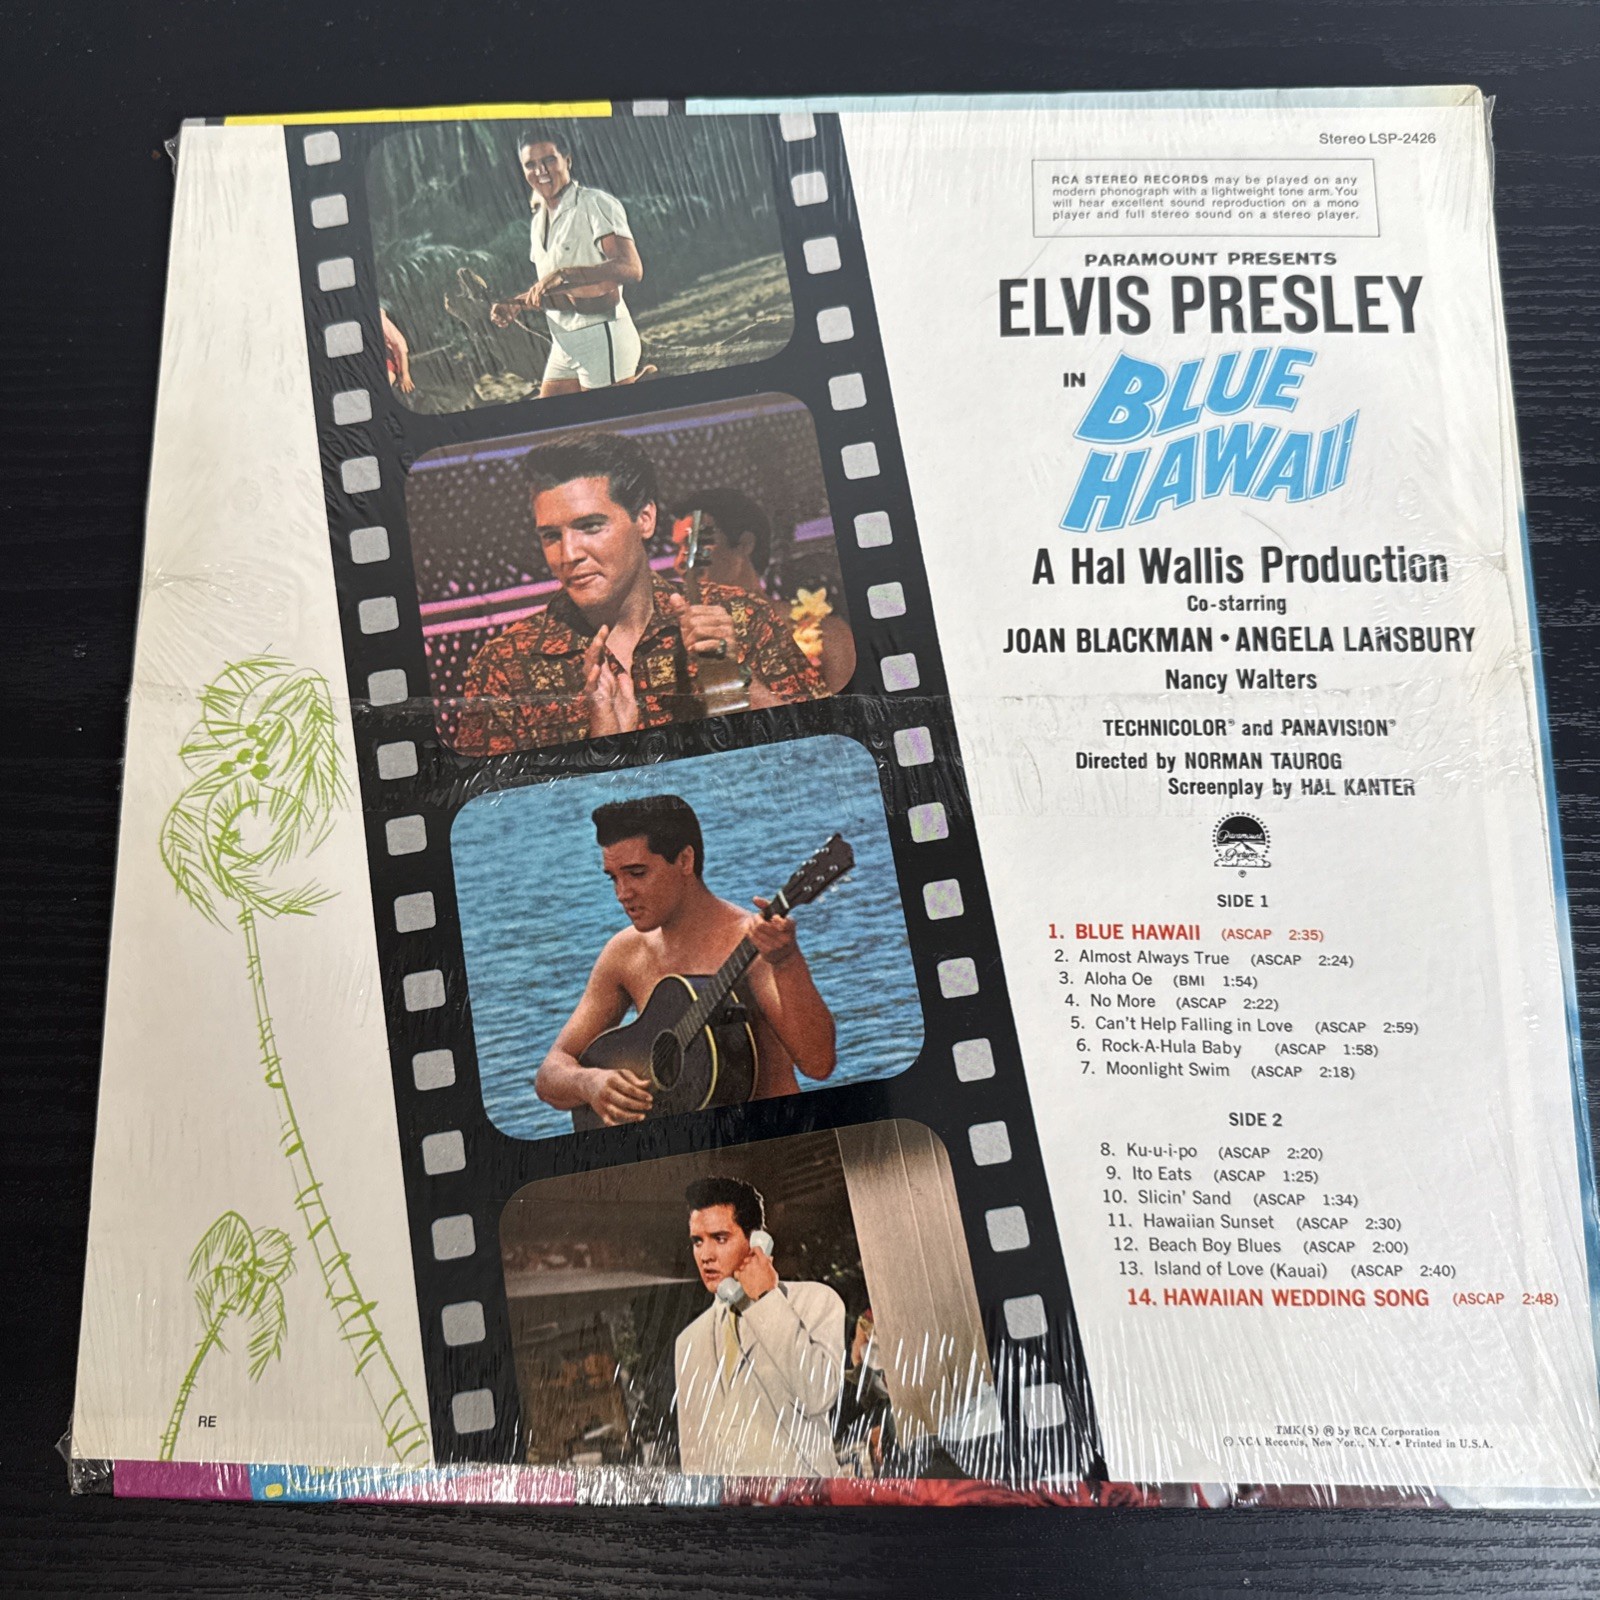 Stereo LSP-2426
RCA STEREO RECORDS may be played on any
modern phonograph with a lightweight tone arm. You
will hear excellent sound reproduction on a mono
player and full stereo sound on a stereo player.
PARAMOUNT PRESENTS
ELVIS PRESLEY
IN BLUE
HAWAII
A Hal Wallis Production
Co-starring
JOAN BLACKMAN • ANGELA LANSBURY
Nancy Walters
TECHNICOLOR® and PANAVISION®
Directed by NORMAN TAUROG
Screenplay by HAL KANTER
Paramount
Pictures
®
SIDE 1
1. BLUE HAWAII (ASCAP 2:35)
2. Almost Always True (ASCAP 2:24)
3. Aloha Oe (BMI 1:54)
4. No More (ASCAP 2:22)
5. Can't Help Falling in Love (ASCAP 2:59)
6. Rock-A-Hula Baby (ASCAP 1:58)
7. Moonlight Swim (ASCAP 2:18)
SIDE 2
8. Ku-u-i-po (ASCAP 2:20)
9. Ito Eats (ASCAP 1:25)
10. Slicin' Sand (ASCAP 1:34)
11. Hawaiian Sunset (ASCAP 2:30)
12. Beach Boy Blues (ASCAP 2:00)
13. Island of Love (Kauai) (ASCAP 2:40)
14. HAWAIIAN WEDDING SONG (ASCAP 2:48)
RE
TMK(S) ® by RCA Corporation
© RCA Records, New York, N.Y. • Printed in U.S.A.